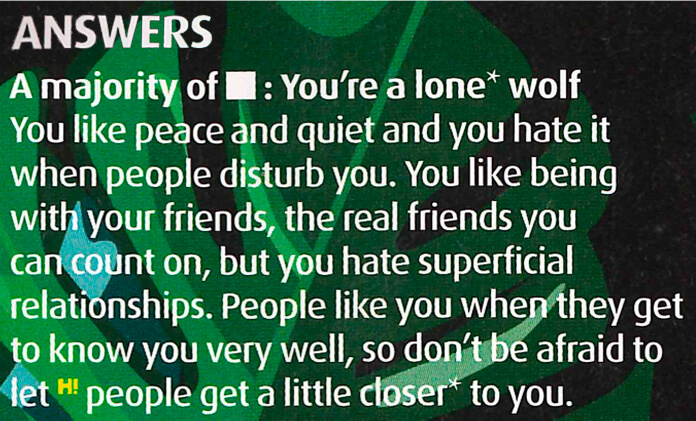 ANSWERS
A majority of ■ : You're a lone* wolf
You like peace and quiet and you hate it
when people disturb you. You like being
with your friends, the real friends you
can count on, but you hate superficial
relationships. People like you when they get
to know you very well, so don't be afraid to
let H! people get a little closer* to you.